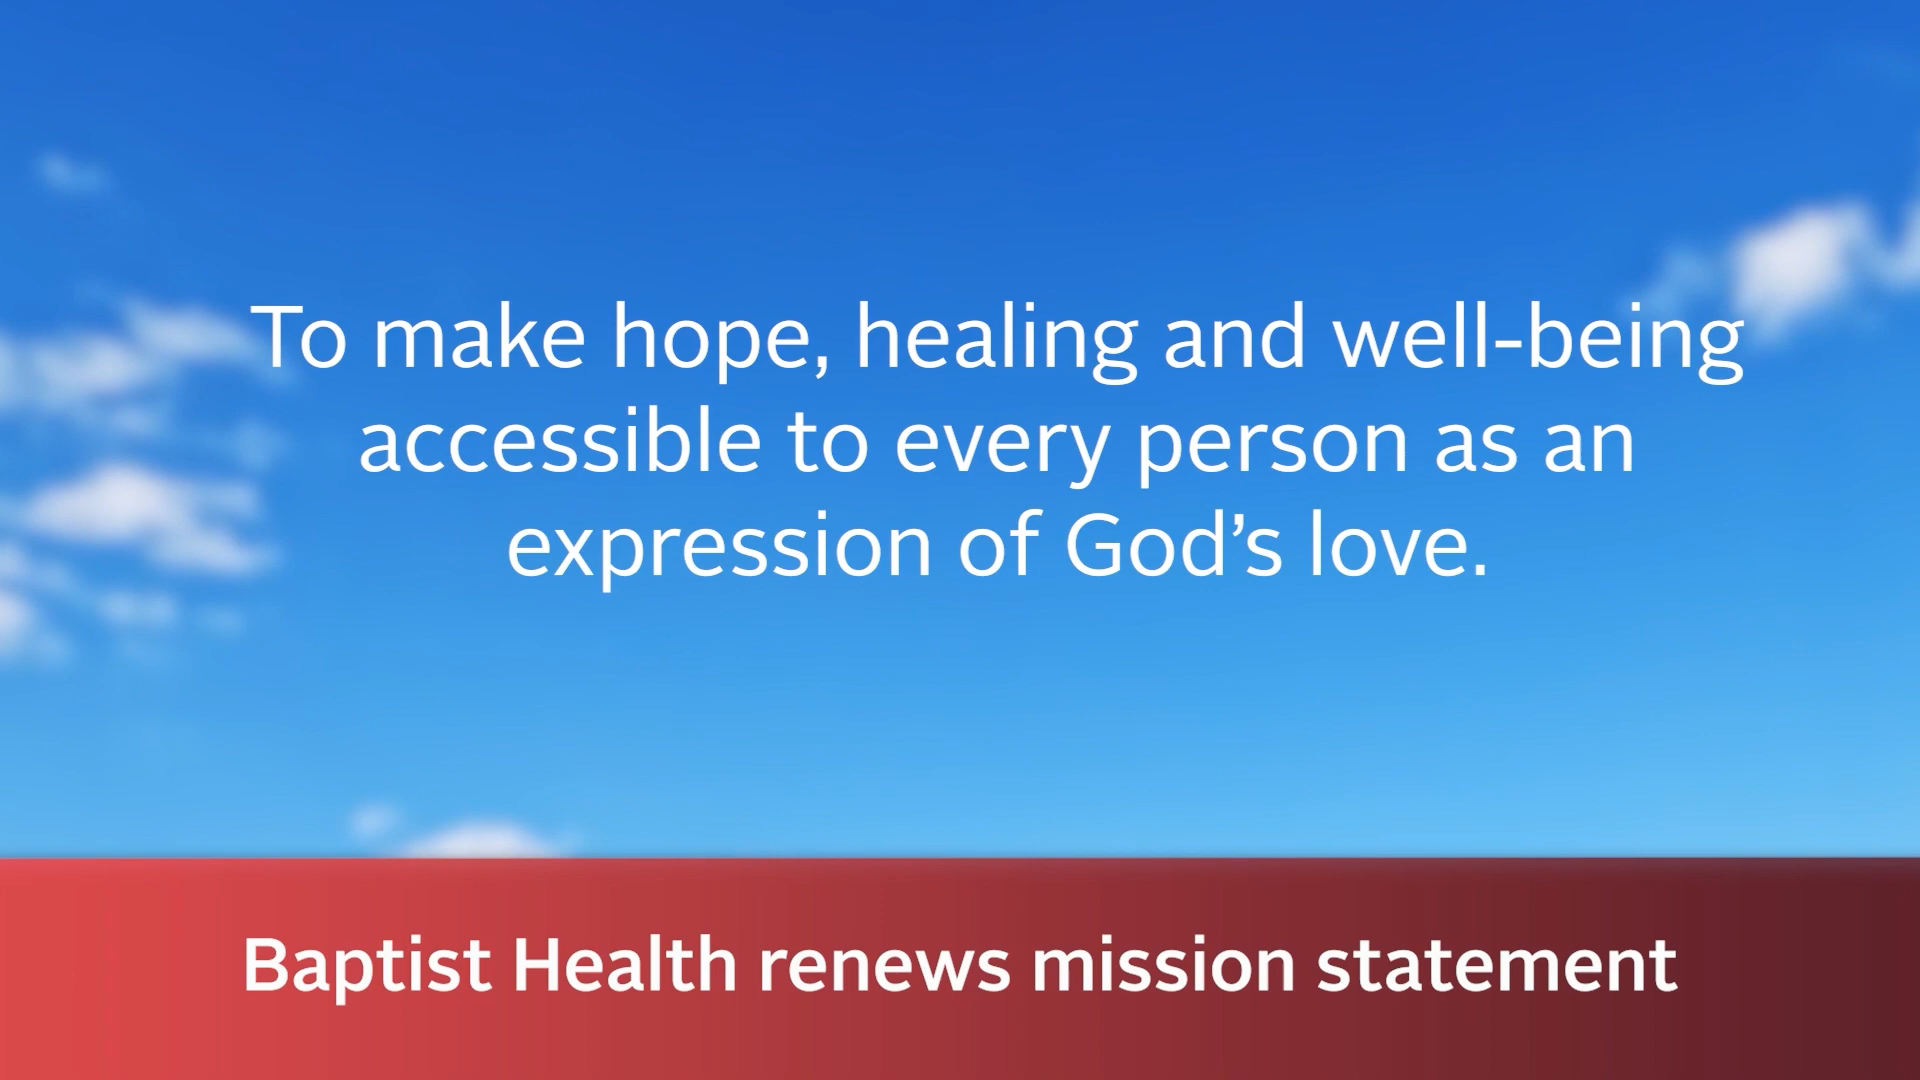 To make hope, healing and well-being
accessible to every person as an
expression of God’s love.
Baptist Health renews mission statement